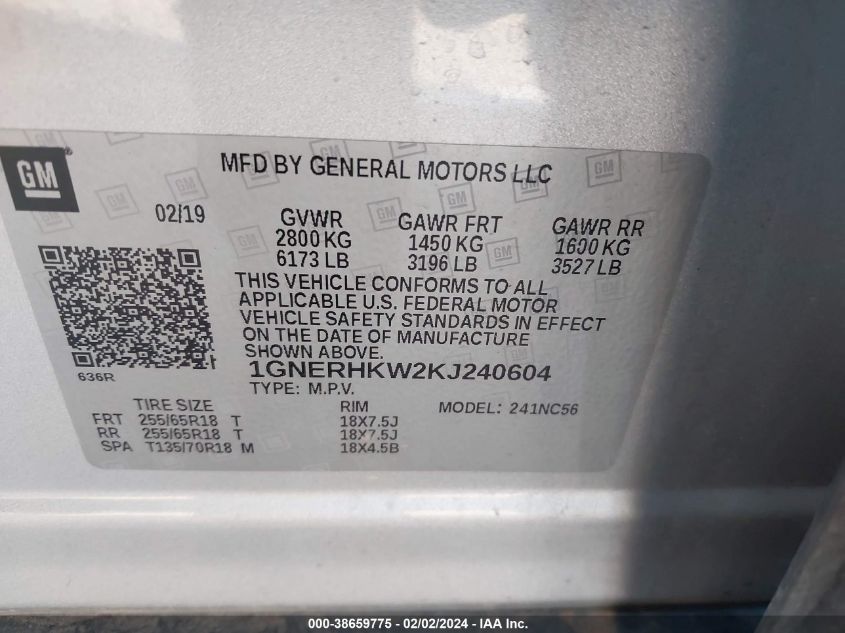 GM
MFD BY GENERAL MOTORS LLC
02/19
GVWR GAWR FRT GAWR RR
2800 KG 1450 KG 1600 KG
6173 LB 3196 LB 3527 LB
THIS VEHICLE CONFORMS TO ALL
APPLICABLE U.S. FEDERAL MOTOR
VEHICLE SAFETY STANDARDS IN EFFECT
ON THE DATE OF MANUFACTURE
SHOWN ABOVE.
636R
1GNERHKW2KJ240604
TYPE: M.P.V.
MODEL: 241NC56
TIRE SIZE RIM
FRT 255/65R18 T 18X7.5J
RR 255/65R18 T 18X7.5J
SPA T135/70R18 M 18X4.5B
000-38659775 - 02/02/2024 - IAA Inc.